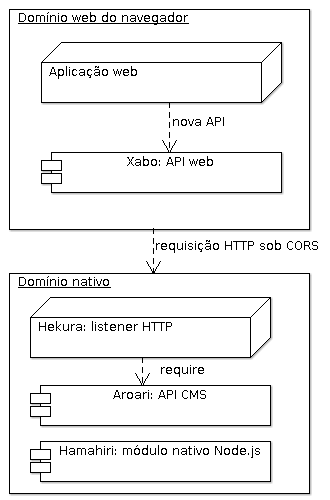 Domínio web do navegador
Aplicação web
nova API
Xabo: API web
requisição HTTP sob CORS
Domínio nativo
Hekura: listener HTTP
require
Aroari: API CMS
Hamahiri: módulo nativo Node.js